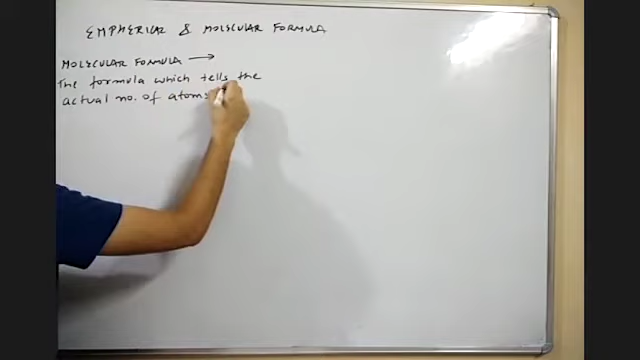 EMPHERICAL & MOLECULAR FORMULA
MOLECULAR FORMULA →
The formula which tells the
actual no. of atoms